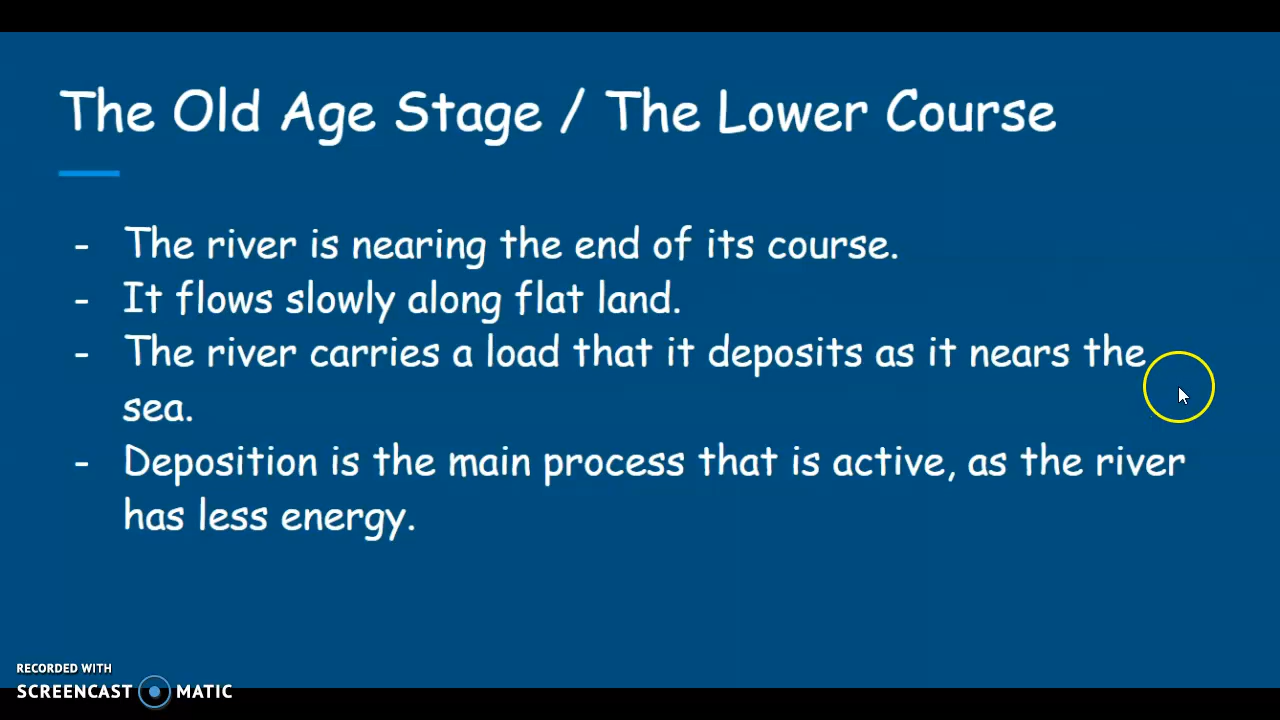 The Old Age Stage / The Lower Course
- The river is nearing the end of its course.
- It flows slowly along flat land.
- The river carries a load that it deposits as it nears the
sea.
- Deposition is the main process that is active, as the river
has less energy.
RECORDED WITH
SCREENCAST MATIC